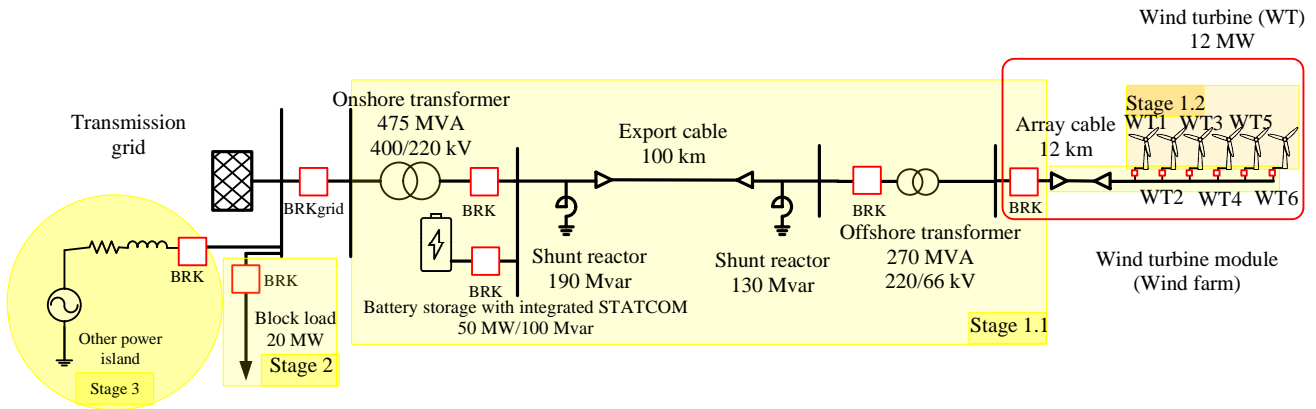 Wind turbine (WT)
12 MW
Transmission
grid
BRKgrid
Onshore transformer
475 MVA
400/220 kV
BRK
Export cable
100 km
BRK
Array cable
12 km
BRK
Stage 1.2
WT1
WT3
WT5
WT2
WT4
WT6
Shunt reactor
190 Mvar
Shunt reactor
130 Mvar
Offshore transformer
270 MVA
220/66 kV
Wind turbine module
(Wind farm)
BRK
Battery storage with integrated STATCOM
50 MW/100 Mvar
Stage 1.1
BRK
BRK
Block load
20 MW
Stage 2
Other power
island
Stage 3